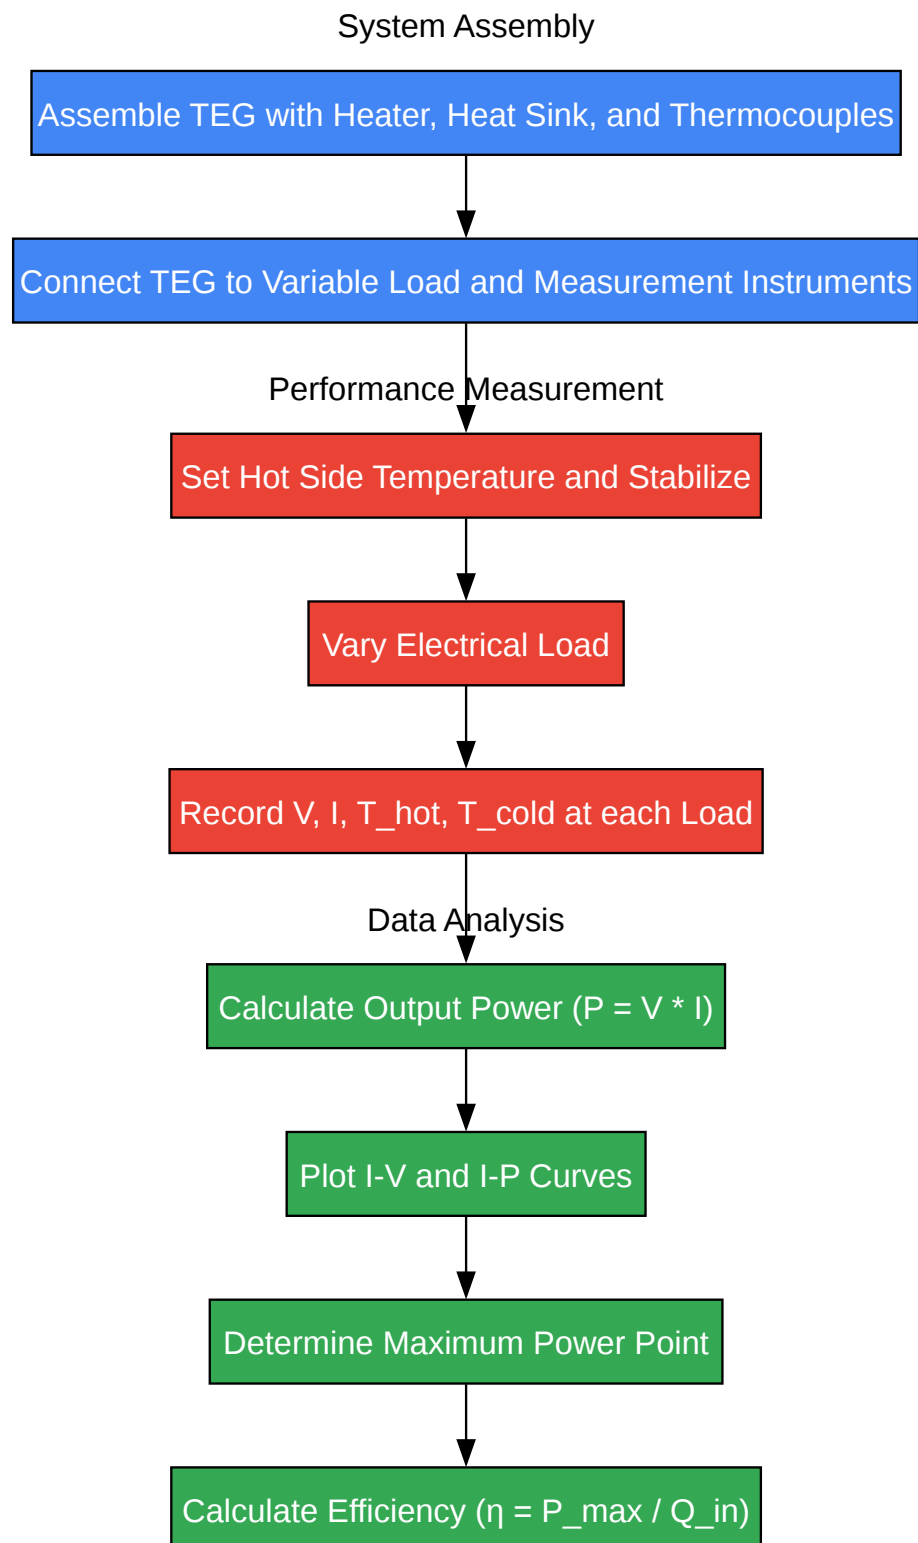 System Assembly
Assemble TEG with Heater, Heat Sink, and Thermocouples
Connect TEG to Variable Load and Measurement Instruments
Performance Measurement
Set Hot Side Temperature and Stabilize
Vary Electrical Load
Record V, I, T_hot, T_cold at each Load
Data Analysis
Calculate Output Power (P = V * I)
Plot I-V and I-P Curves
Determine Maximum Power Point
Calculate Efficiency (η = P_max / Q_in)